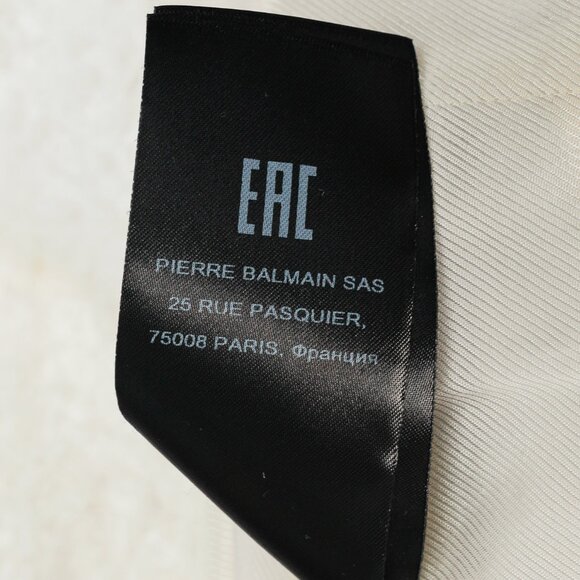 EAC
PIERRE BALMAIN SAS
25 RUE PASQUIER,
75008 PARIS, Франция